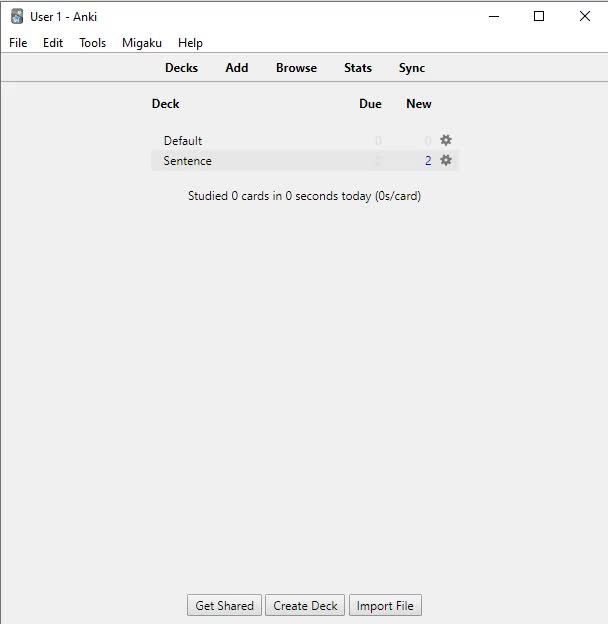 User 1 - Anki
File Edit Tools Migaku Help
Decks Add Browse Stats Sync
Deck Due New
Default 0 0
Sentence 0 2
Studied 0 cards in 0 seconds today (0s/card)
Get Shared Create Deck Import File